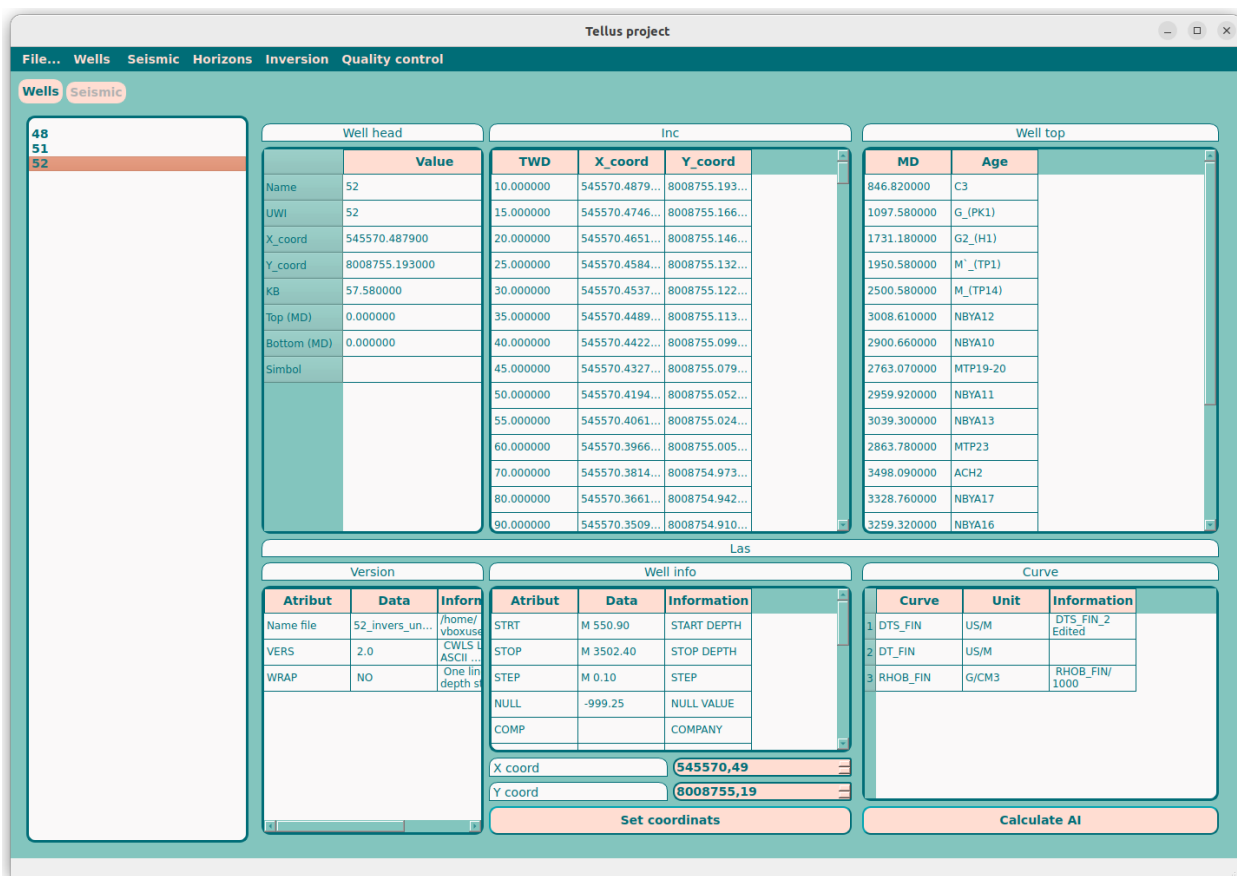 Tellus project
File... Wells Seismic Horizons Inversion Quality control
Wells Seismic
48
51
52
Well head
Value
Name 52
UWI 52
X_coord 545570.487900
Y_coord 8008755.193000
KB 57.580000
Top (MD) 0.000000
Bottom (MD) 0.000000
Simbol
Inc
TWD X_coord Y_coord
10.000000 545570.4879... 8008755.193...
15.000000 545570.4746... 8008755.166...
20.000000 545570.4651... 8008755.146...
25.000000 545570.4584... 8008755.132...
30.000000 545570.4537... 8008755.122...
35.000000 545570.4489... 8008755.113...
40.000000 545570.4422... 8008755.099...
45.000000 545570.4327... 8008755.079...
50.000000 545570.4194... 8008755.052...
55.000000 545570.4061... 8008755.024...
60.000000 545570.3966... 8008755.005...
70.000000 545570.3814... 8008754.973...
80.000000 545570.3661... 8008754.942...
90.000000 545570.3509... 8008754.910...
Well top
MD Age
846.820000 C3
1097.580000 G_(PK1)
1731.180000 G2_(H1)
1950.580000 M`_(TP1)
2500.580000 M_(TP14)
3008.610000 NBYA12
2900.660000 NBYA10
2763.070000 MTP19-20
2959.920000 NBYA11
3039.300000 NBYA13
2863.780000 MTP23
3498.090000 ACH2
3328.760000 NBYA17
3259.320000 NBYA16
Las
Version
Atribut Data Inform
Name file 52_invers_un... /home/
vboxuse
VERS 2.0 CWLS L
ASCII ...
WRAP NO One lin
depth st
Well info
Atribut Data Information
STRT M 550.90 START DEPTH
STOP M 3502.40 STOP DEPTH
STEP M 0.10 STEP
NULL -999.25 NULL VALUE
COMP COMPANY
X coord 545570,49
Y coord 8008755,19
Set coordinats
Curve
Curve Unit Information
1 DTS_FIN US/M DTS_FIN_2
Edited
2 DT_FIN US/M
3 RHOB_FIN G/CM3 RHOB_FIN/
1000
Calculate AI